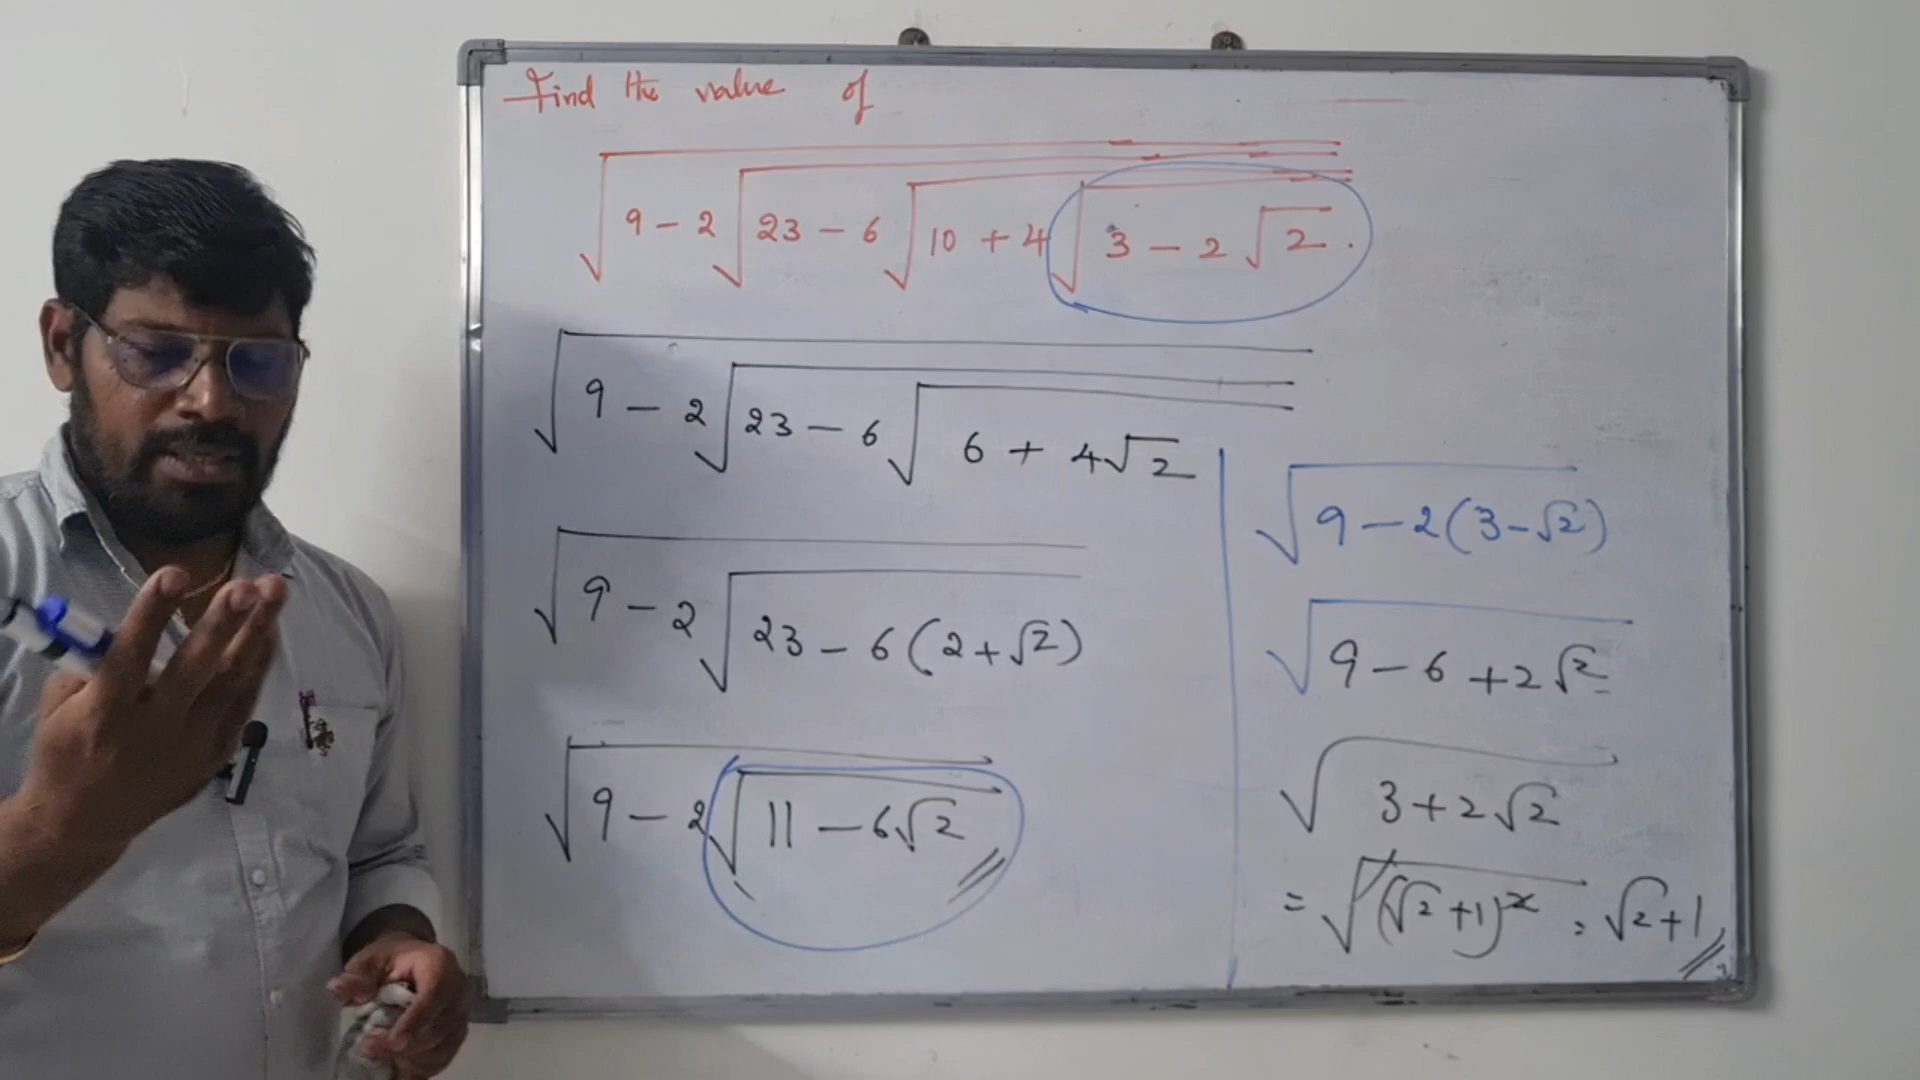 Find the value of
√(9 - 2√(23 - 6√(10 + 4√(3 - 2√2.
√(9 - 2√(23 - 6√(6 + 4√2
√(9 - 2√(23 - 6(2+√2)
√(9 - 2√(11 - 6√2
√(9 - 2(3-√2)
√(9 - 6 + 2√2
√(3 + 2√2
= √(√2 + 1)² = √2 + 1